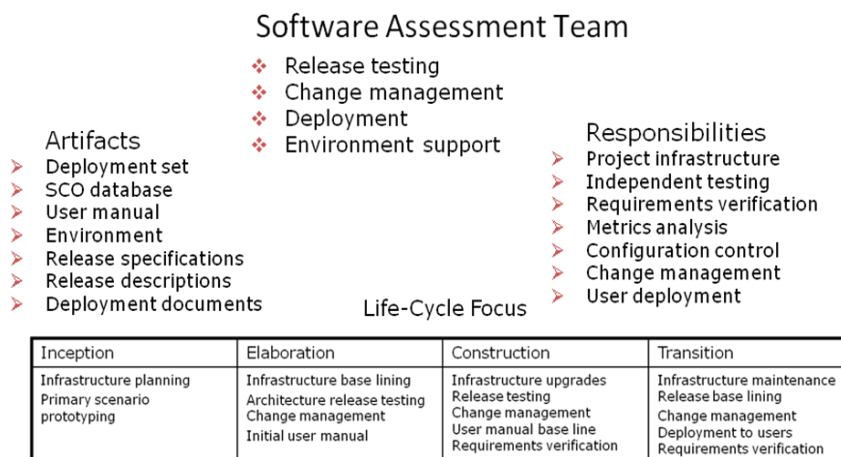 Software Assessment Team
Release testing
Change management
Deployment
Environment support
Artifacts
Deployment set
SCO database
User manual
Environment
Release specifications
Release descriptions
Deployment documents
Responsibilities
Project infrastructure
Independent testing
Requirements verification
Metrics analysis
Configuration control
Change management
User deployment
Life-Cycle Focus
Inception
Infrastructure planning
Primary scenario
prototyping
Elaboration
Infrastructure base lining
Architecture release testing
Change management
Initial user manual
Construction
Infrastructure upgrades
Release testing
Change management
User manual base line
Requirements verification
Transition
Infrastructure maintenance
Release base lining
Change management
Deployment to users
Requirements verification